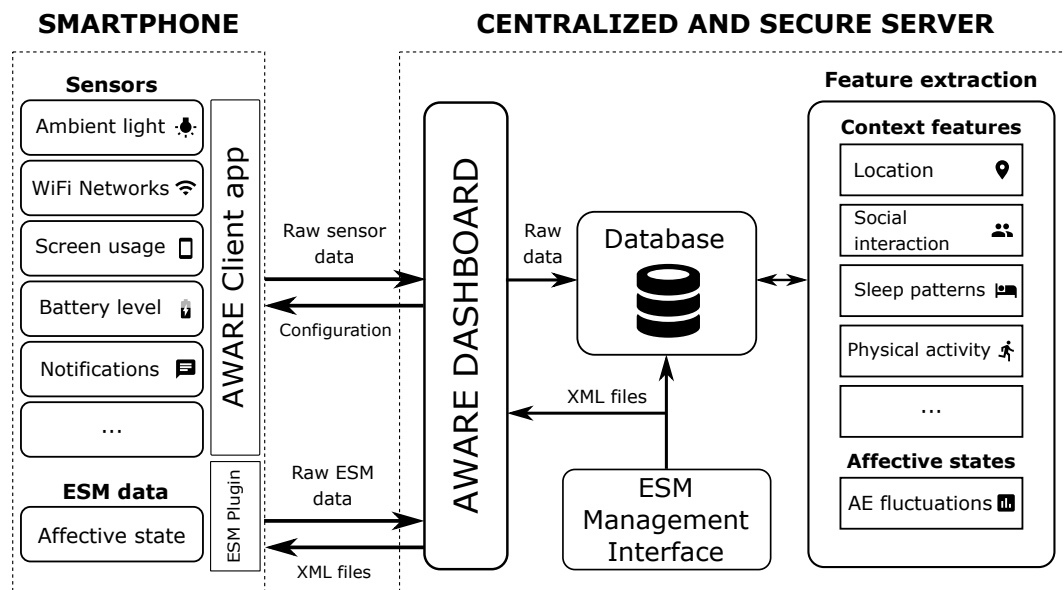 SMARTPHONE
CENTRALIZED AND SECURE SERVER
Sensors
Ambient light
WiFi Networks
Screen usage
Battery level
Notifications
...
AWARE Client app
ESM data
Affective state
ESM Plugin
Raw sensor
data
Configuration
Raw ESM
data
XML files
AWARE DASHBOARD
Raw
data
Database
XML files
ESM
Management
Interface
Feature extraction
Context features
Location
Social
interaction
Sleep patterns
Physical activity
...
Affective states
AE fluctuations